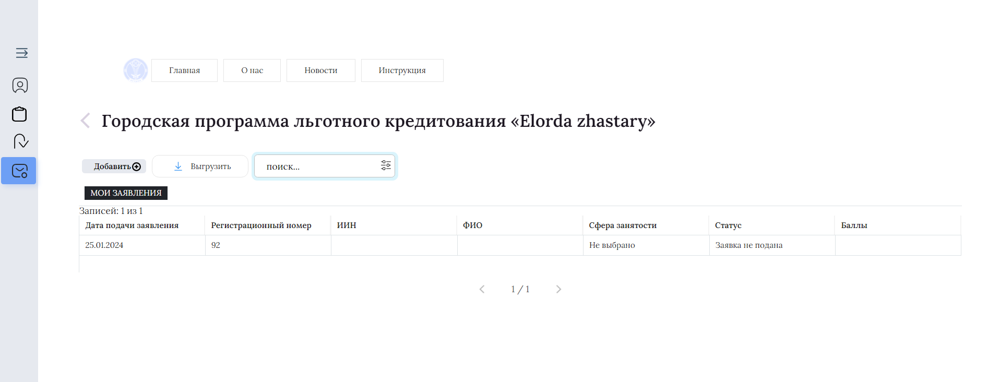 Главная
О нас
Новости
Инструкция
Городская программа льготного кредитования «Elorda zhastary»
Добавить
Выгрузить
поиск...
МОИ ЗАЯВЛЕНИЯ
Записей: 1 из 1
Дата подачи заявления Регистрационный номер ИИН ФИО Сфера занятости Статус Баллы
25.01.2024 92 Не выбрано Заявка не подана
1 / 1